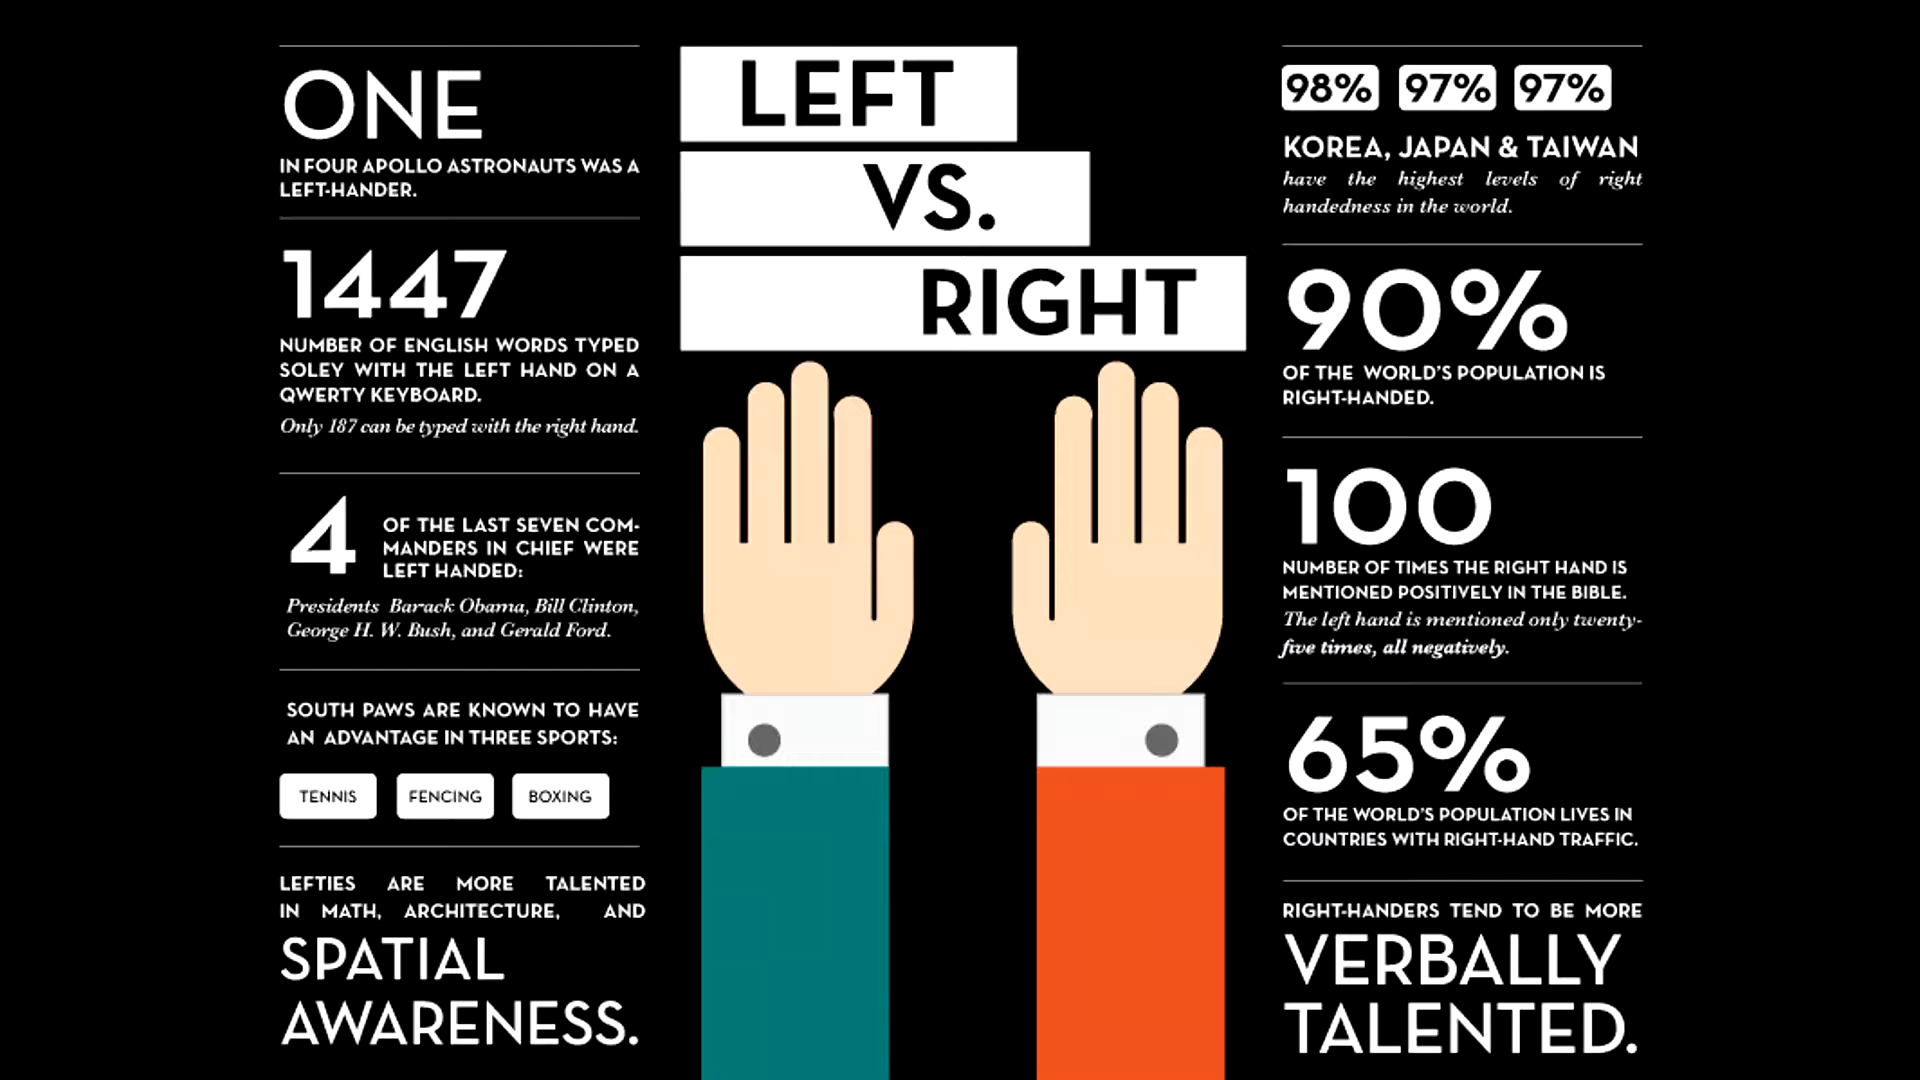 ONE
IN FOUR APOLLO ASTRONAUTS WAS A
LEFT-HANDER.
1447
NUMBER OF ENGLISH WORDS TYPED
SOLEY WITH THE LEFT HAND ON A
QWERTY KEYBOARD.
Only 187 can be typed with the right hand.
4
OF THE LAST SEVEN COM-
MANDERS IN CHIEF WERE
LEFT HANDED:
Presidents Barack Obama, Bill Clinton,
George H. W. Bush, and Gerald Ford.
SOUTH PAWS ARE KNOWN TO HAVE
AN ADVANTAGE IN THREE SPORTS:
TENNIS FENCING BOXING
LEFTIES ARE MORE TALENTED
IN MATH, ARCHITECTURE, AND
SPATIAL
AWARENESS.
LEFT
VS.
RIGHT
98% 97% 97%
KOREA, JAPAN & TAIWAN
have the highest levels of right
handedness in the world.
90%
OF THE WORLD'S POPULATION IS
RIGHT-HANDED.
100
NUMBER OF TIMES THE RIGHT HAND IS
MENTIONED POSITIVELY IN THE BIBLE.
The left hand is mentioned only twenty-
five times, all negatively.
65%
OF THE WORLD'S POPULATION LIVES IN
COUNTRIES WITH RIGHT-HAND TRAFFIC.
RIGHT-HANDERS TEND TO BE MORE
VERBALLY
TALENTED.